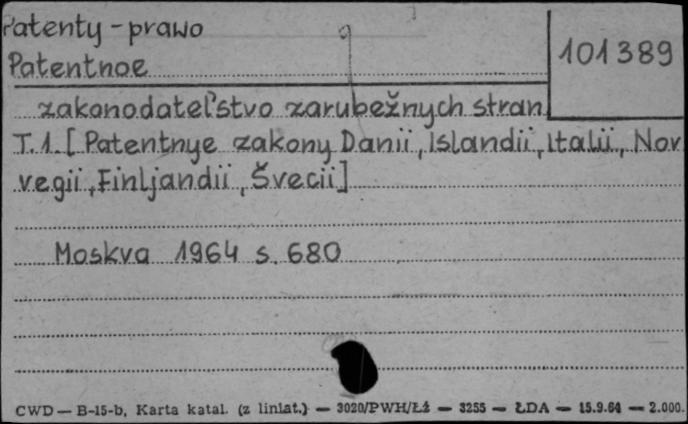 Patenty - prawo
101389
Patentnoe
zakonodatel'stvo zarubežnych stran
T.1. [Patentnye zakony Danii, Islandii, Italii, Nor
vegii, Finljandii, Švecii]
Moskva 1964 s. 680
CWD — B-15-b, Karta katal. (z liniat.) — 3020/PWH/Łż — 3255 — ŁDA — 15.9.64 — 2.000.